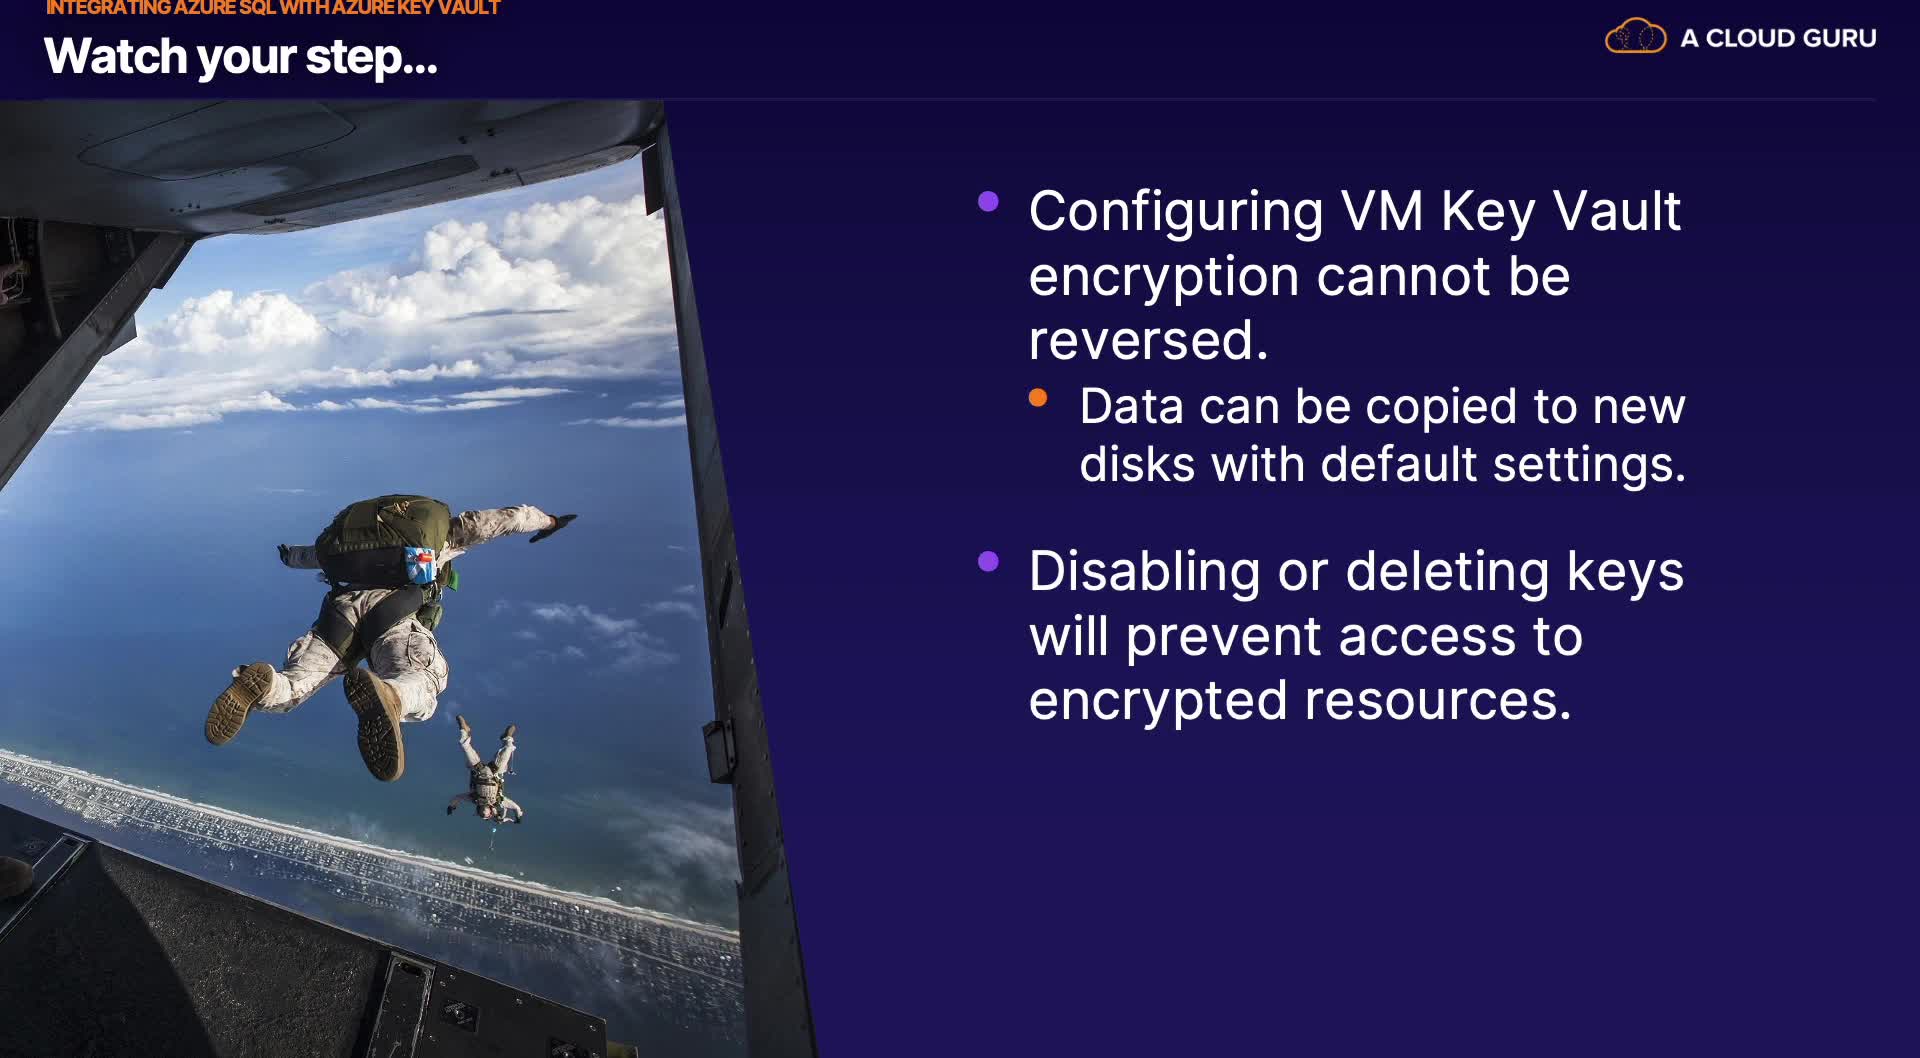 INTEGRATING AZURE SQL WITH AZURE KEY VAULT
Watch your step...
A CLOUD GURU
Configuring VM Key Vault
encryption cannot be
reversed.
Data can be copied to new
disks with default settings.
Disabling or deleting keys
will prevent access to
encrypted resources.